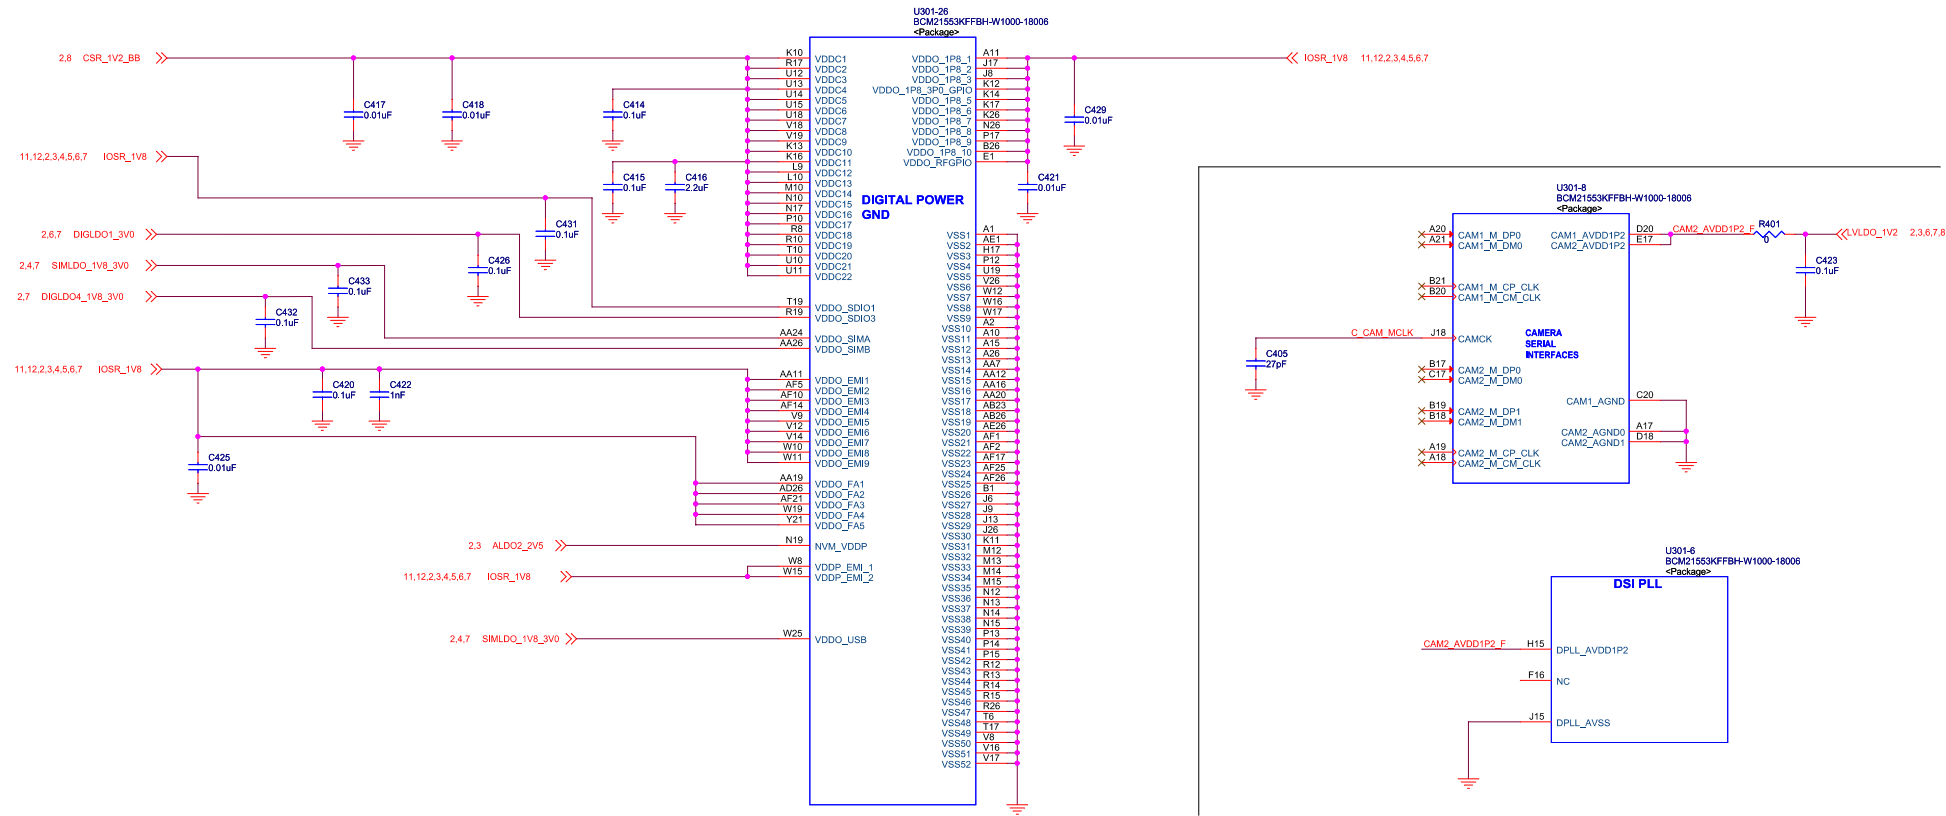 U301-26
BCM21553KFFBH-W1000-18006
<Package>
2,8 CSR_1V2_BB
C417
0.01uF
C418
0.01uF
C414
0.1uF
11,12,2,3,4,5,6,7 IOSR_1V8
C415
0.1uF
C416
2.2uF
C431
0.1uF
2,6,7 DIGLDO1_3V0
C426
0.1uF
2,4,7 SIMLDO_1V8_3V0
C433
0.1uF
2,7 DIGLDO4_1V8_3V0
C432
0.1uF
11,12,2,3,4,5,6,7 IOSR_1V8
C420
0.1uF
C422
1nF
C425
0.01uF
2,3 ALDO2_2V5
11,12,2,3,4,5,6,7 IOSR_1V8
2,4,7 SIMLDO_1V8_3V0
K10 VDDC1
R17 VDDC2
U12 VDDC3
U13 VDDC4
U14 VDDC5
U15 VDDC6
U18 VDDC7
V18 VDDC8
V19 VDDC9
K13 VDDC10
K16 VDDC11
L9 VDDC12
L10 VDDC13
M10 VDDC14
N10 VDDC15
N17 VDDC16
P10 VDDC17
R8 VDDC18
R10 VDDC19
T10 VDDC20
U10 VDDC21
U11 VDDC22
T19 VDDO_SDIO1
R19 VDDO_SDIO3
AA24 VDDO_SIMA
AA26 VDDO_SIMB
AA11 VDDO_EMI1
AF5 VDDO_EMI2
AF10 VDDO_EMI3
AF14 VDDO_EMI4
V9 VDDO_EMI5
V12 VDDO_EMI6
V14 VDDO_EMI7
W10 VDDO_EMI8
W11 VDDO_EMI9
AA19 VDDO_FA1
AD26 VDDO_FA2
AF21 VDDO_FA3
W19 VDDO_FA4
Y21 VDDO_FA5
N19 NVM_VDDP
W8 VDDP_EMI_1
W15 VDDP_EMI_2
W25 VDDO_USB
DIGITAL POWER
GND
VDDO_1P8_1 A11
VDDO_1P8_2 J17
VDDO_1P8_3 J8
VDDO_1P8_3P0_GPIO K12
VDDO_1P8_5 K14
VDDO_1P8_6 K17
VDDO_1P8_7 K26
VDDO_1P8_8 N26
VDDO_1P8_9 P17
VDDO_1P8_10 B26
VDDO_RFGPIO E1
VSS1 A1
VSS2 AE1
VSS3 H17
VSS4 P12
VSS5 U19
VSS6 V26
VSS7 W12
VSS8 W16
VSS9 W17
VSS10 A2
VSS11 A10
VSS12 A15
VSS13 A26
VSS14 AA7
VSS15 AA12
VSS16 AA16
VSS17 AA20
VSS18 AB23
VSS19 AB26
VSS20 AE26
VSS21 AF1
VSS22 AF2
VSS23 AF17
VSS24 AF25
VSS25 AF26
VSS26 B1
VSS27 J6
VSS28 J9
VSS29 J13
VSS30 J26
VSS31 K11
VSS32 M12
VSS33 M13
VSS34 M14
VSS35 M15
VSS36 N12
VSS37 N13
VSS38 N14
VSS39 N15
VSS40 P13
VSS41 P14
VSS42 P15
VSS43 R12
VSS44 R13
VSS45 R14
VSS46 R15
VSS47 R26
VSS48 T6
VSS49 T17
VSS50 V8
VSS51 V16
VSS52 V17
IOSR_1V8 11,12,2,3,4,5,6,7
C429
0.01uF
C421
0.01uF
U301-8
BCM21553KFFBH-W1000-18006
<Package>
A20 CAM1_M_DP0
A21 CAM1_M_DM0
B21 CAM1_M_CP_CLK
B20 CAM1_M_CM_CLK
C_CAM_MCLK J18 CAMCK
C405
27pF
B17 CAM2_M_DP0
C17 CAM2_M_DM0
B19 CAM2_M_DP1
B18 CAM2_M_DM1
A19 CAM2_M_CP_CLK
A18 CAM2_M_CM_CLK
CAMERA
SERIAL
INTERFACES
CAM1_AVDD1P2 D20
CAM2_AVDD1P2 E17
CAM2_AVDD1P2_F
R401
0
LVLDO_1V2 2,3,6,7,8
C423
0.1uF
CAM1_AGND C20
CAM2_AGND0 A17
CAM2_AGND1 D18
U301-6
BCM21553KFFBH-W1000-18006
<Package>
DSI PLL
CAM2_AVDD1P2_F H15 DPLL_AVDD1P2
F16 NC
J15 DPLL_AVSS